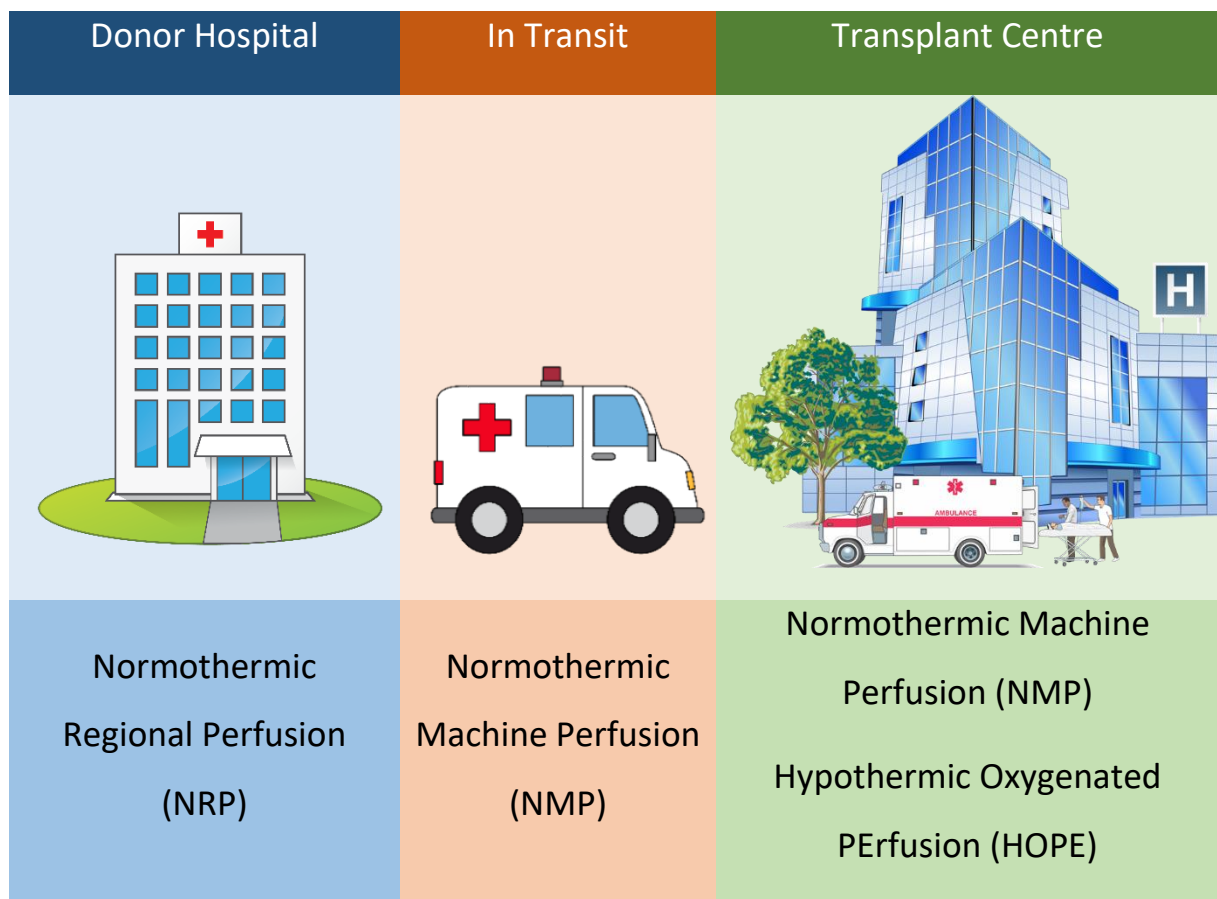 Donor Hospital
In Transit
Transplant Centre
H
AMBULANCE
Normothermic
Regional Perfusion
(NRP)
Normothermic
Machine Perfusion
(NMP)
Normothermic Machine
Perfusion (NMP)
Hypothermic Oxygenated
PErfusion (HOPE)